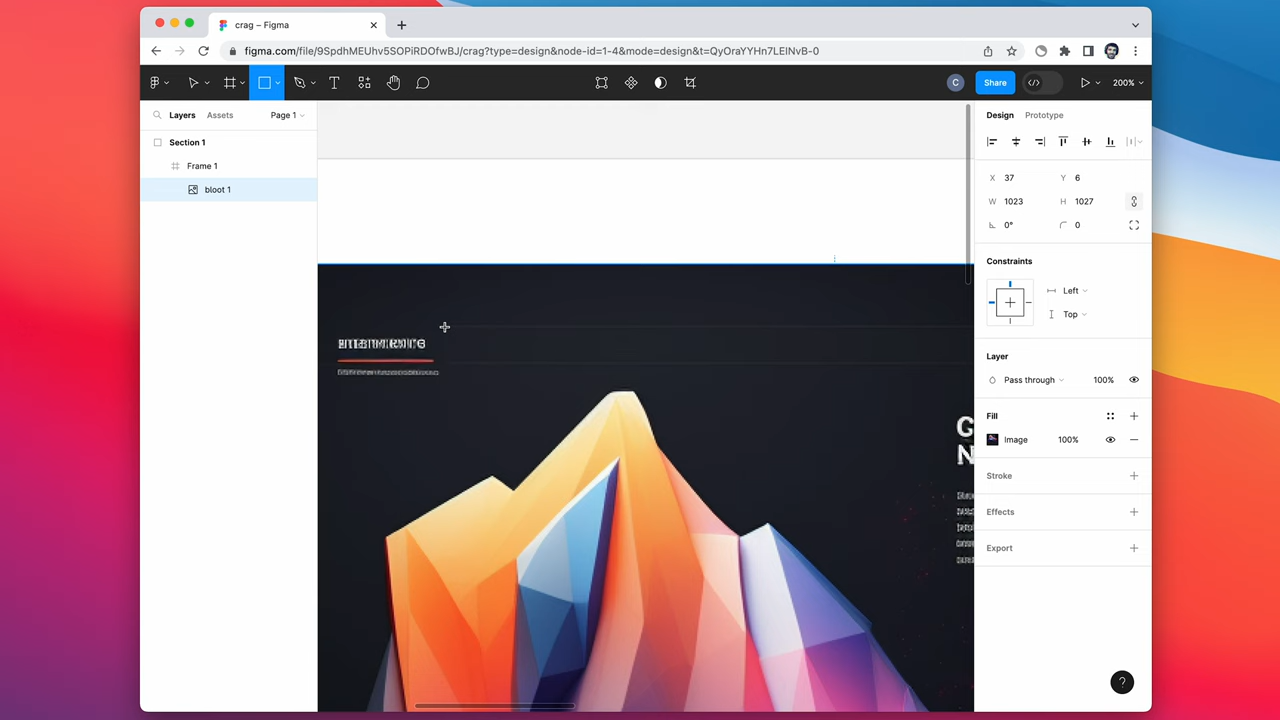 crag – Figma
figma.com/file/9SpdhMEUhv5SOPiRDOfwBJ/crag?type=design&node-id=1-4&mode=design&t=QyOraYYHn7LEINvB-0
C
Share
200%
Layers
Assets
Page 1
Section 1
Frame 1
bloot 1
Design
Prototype
X 37
Y 6
W 1023
H 1027
0°
0
Constraints
Left
Top
Layer
Pass through
100%
Fill
Image
100%
Stroke
Effects
Export
G
N
?